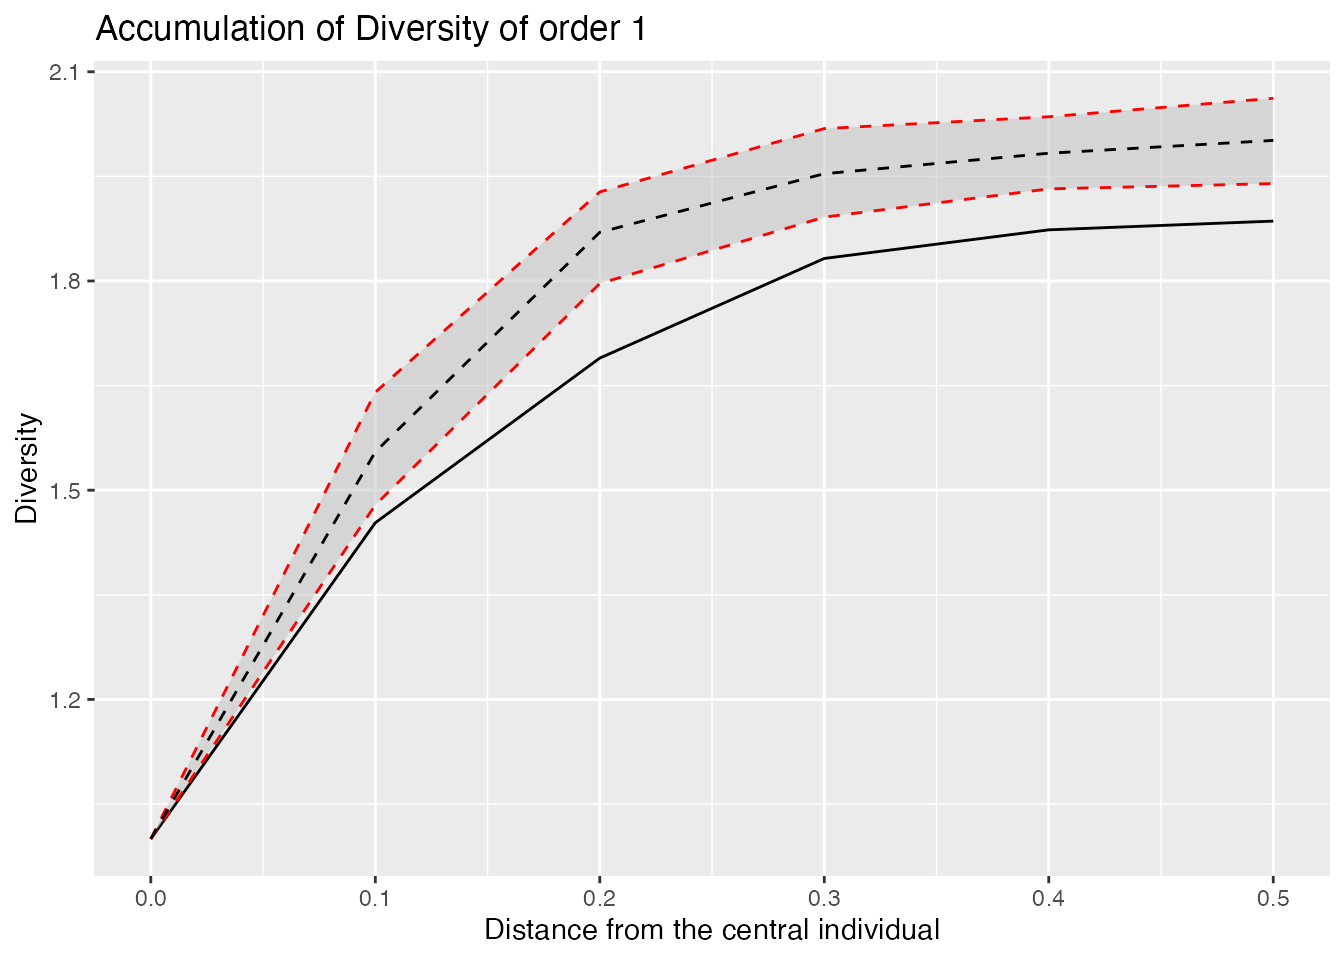 Accumulation of Diversity of order 1
2.1
1.8
1.5
1.2
Diversity
0.0 0.1 0.2 0.3 0.4 0.5
Distance from the central individual